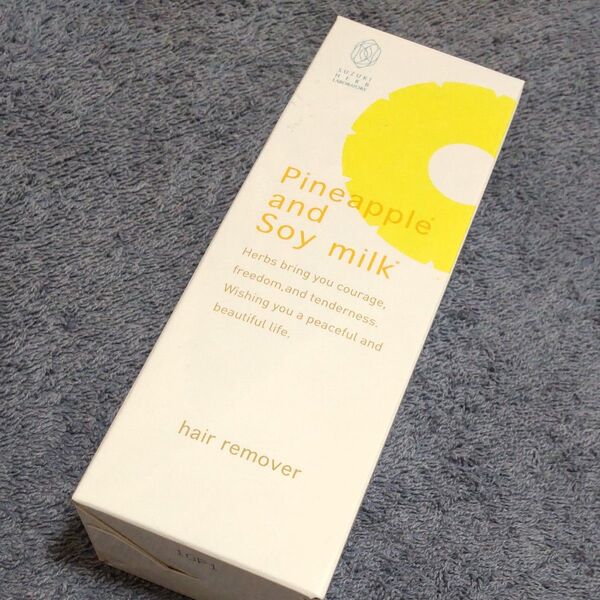 SUZUKI
HERB
LABORATORY
Pineapple*
and
Soy milk*
Herbs bring you courage,
freedom,and tenderness.
Wishing you a peaceful and
beautiful life.
hair remover